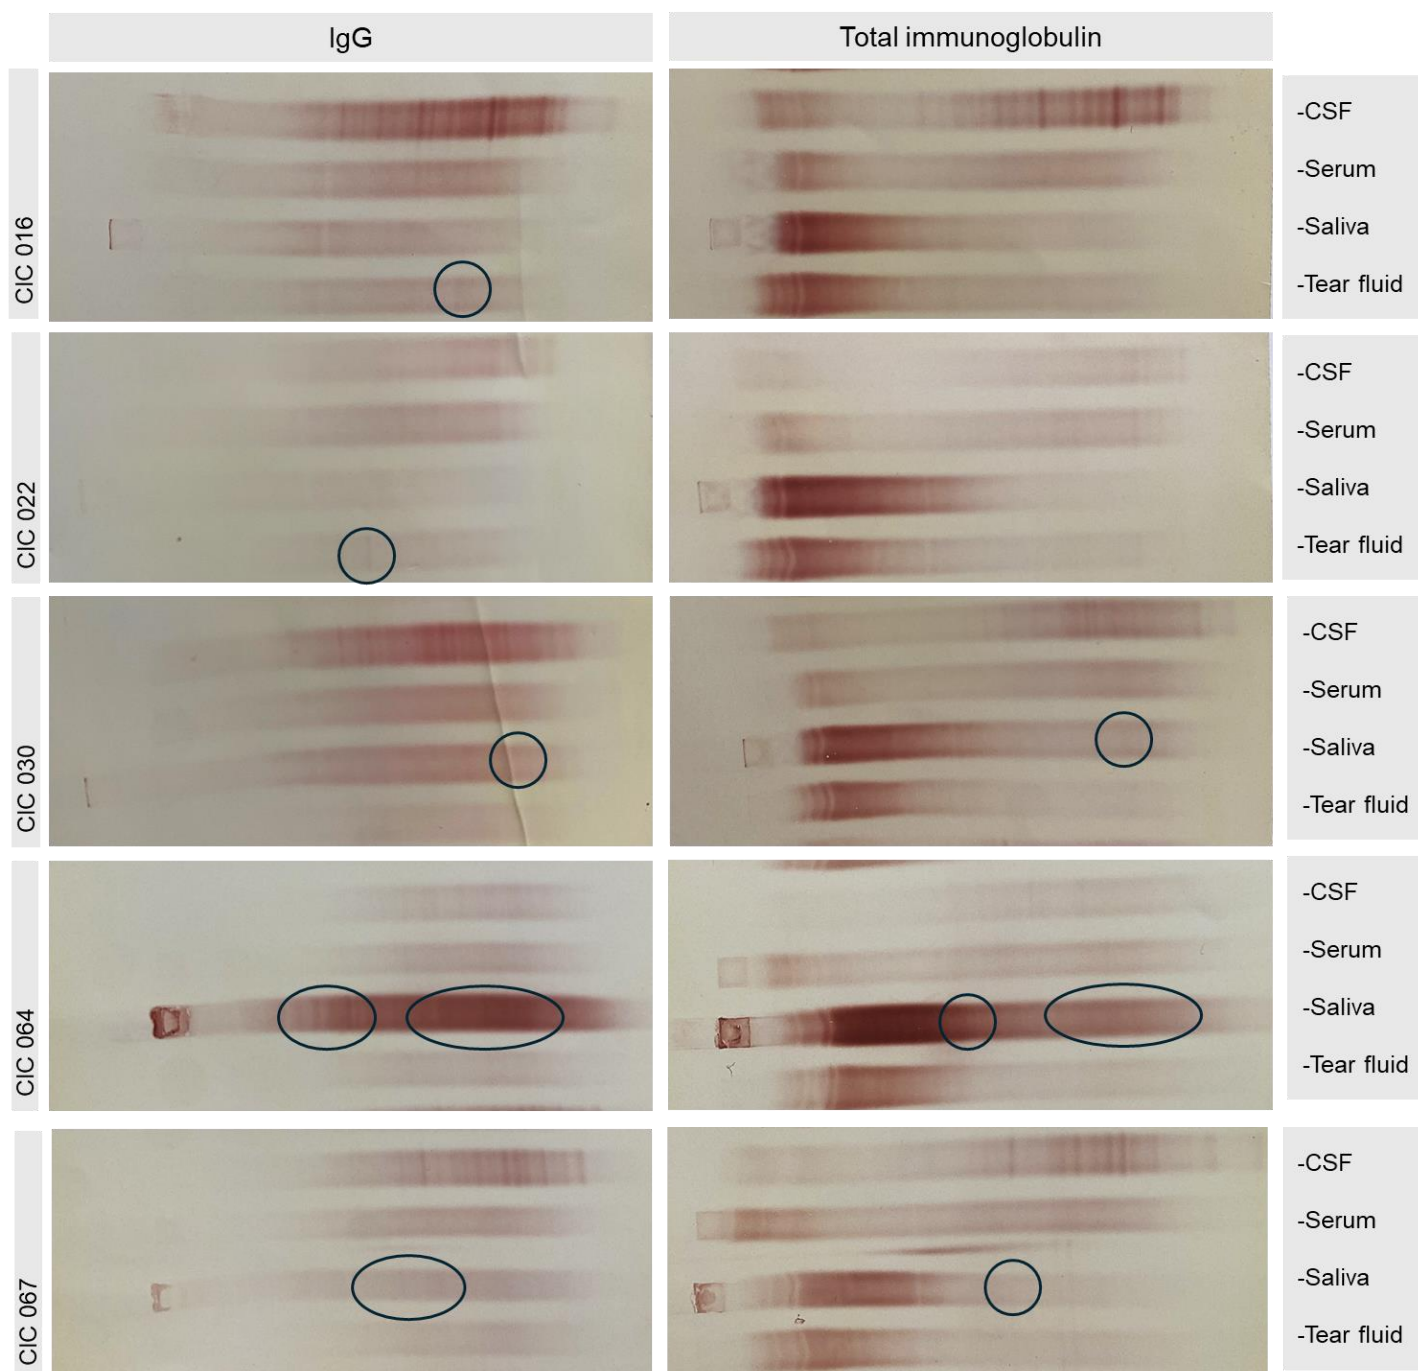 IgG
Total immunoglobulin
CIC 016
-CSF
-Serum
-Saliva
-Tear fluid
CIC 022
-CSF
-Serum
-Saliva
-Tear fluid
CIC 030
-CSF
-Serum
-Saliva
-Tear fluid
CIC 064
-CSF
-Serum
-Saliva
-Tear fluid
CIC 067
-CSF
-Serum
-Saliva
-Tear fluid